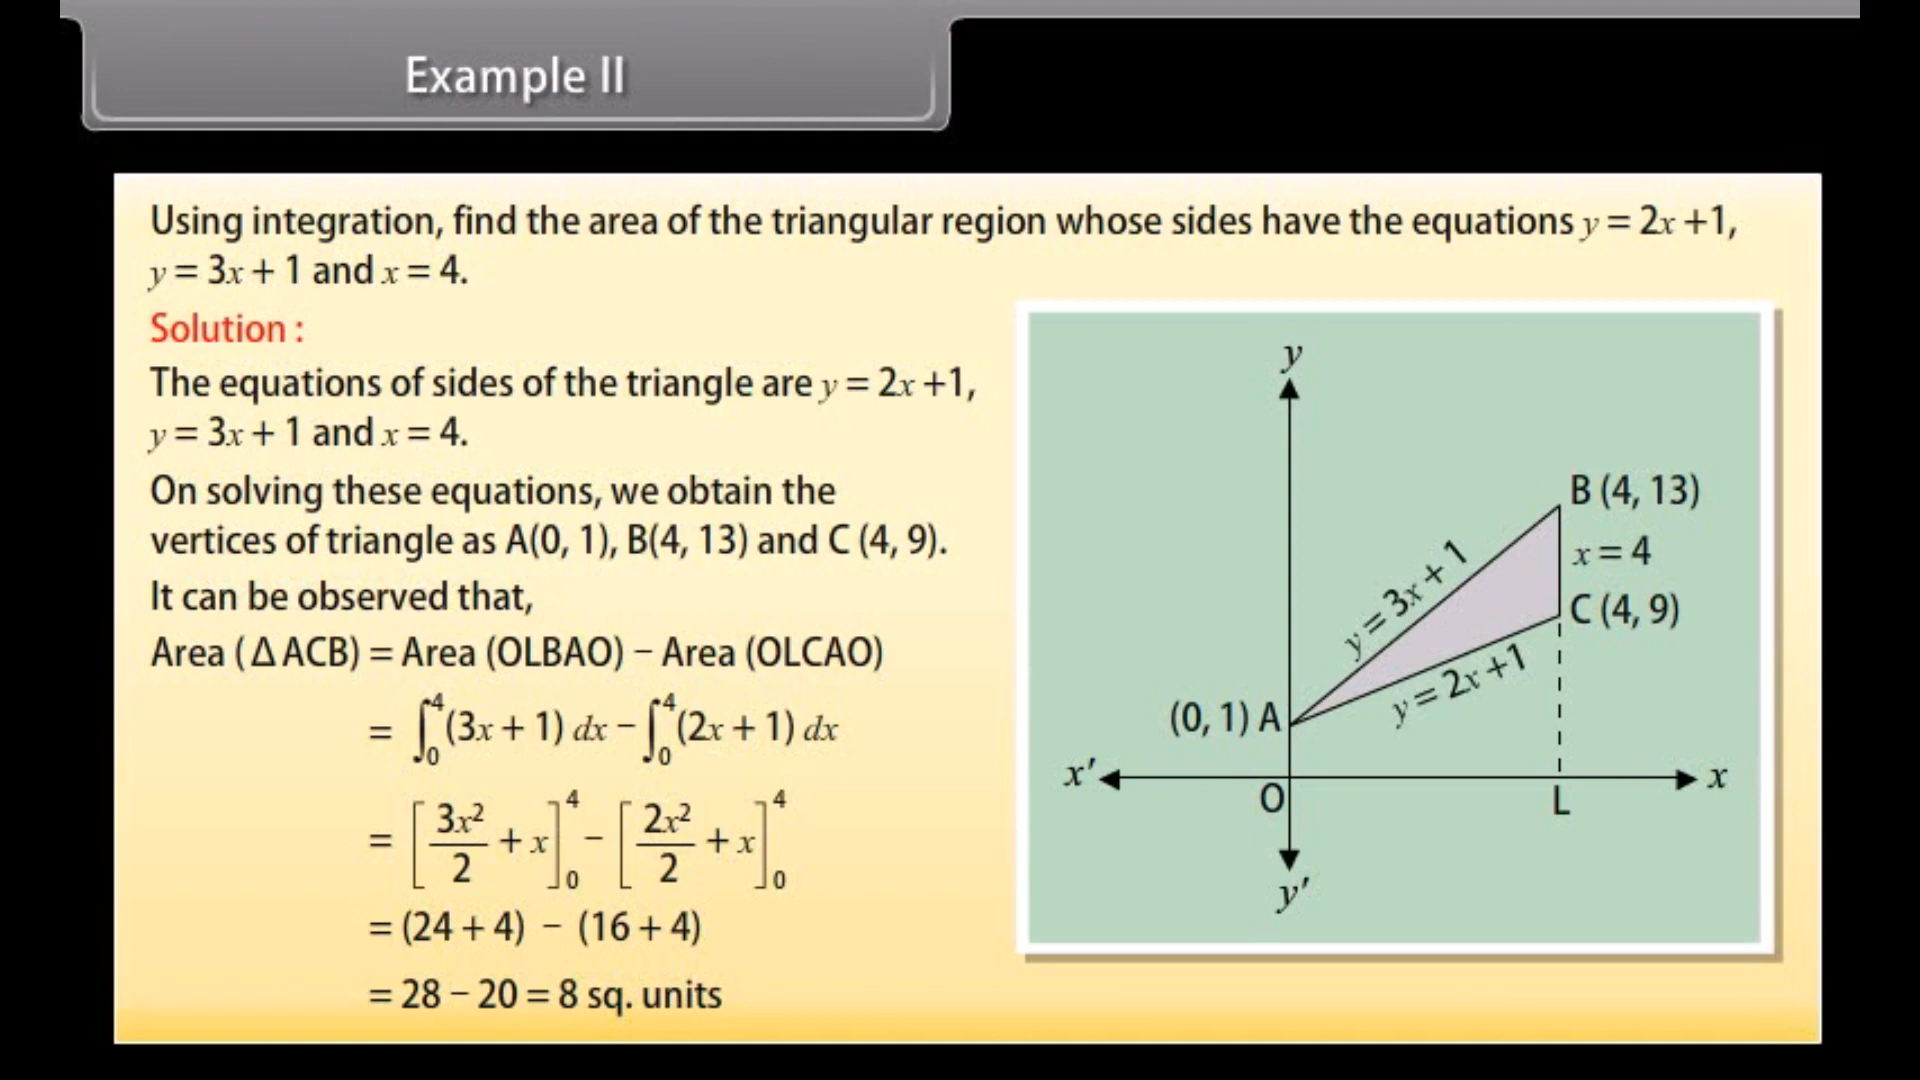 Example II
Using integration, find the area of the triangular region whose sides have the equations y = 2x +1,
y = 3x + 1 and x = 4.
Solution :
The equations of sides of the triangle are y = 2x +1,
y = 3x + 1 and x = 4.
On solving these equations, we obtain the
vertices of triangle as A(0, 1), B(4, 13) and C (4, 9).
It can be observed that,
Area (Δ ACB) = Area (OLBAO) − Area (OLCAO)
= ∫₀⁴(3x + 1) dx − ∫₀⁴(2x + 1) dx
= [3x²/2 + x]₀⁴ − [2x²/2 + x]₀⁴
= (24 + 4) − (16 + 4)
= 28 − 20 = 8 sq. units
y
B (4, 13)
x = 4
y = 3x + 1
C (4, 9)
y = 2x +1
(0, 1) A
x′
x
O
L
y′